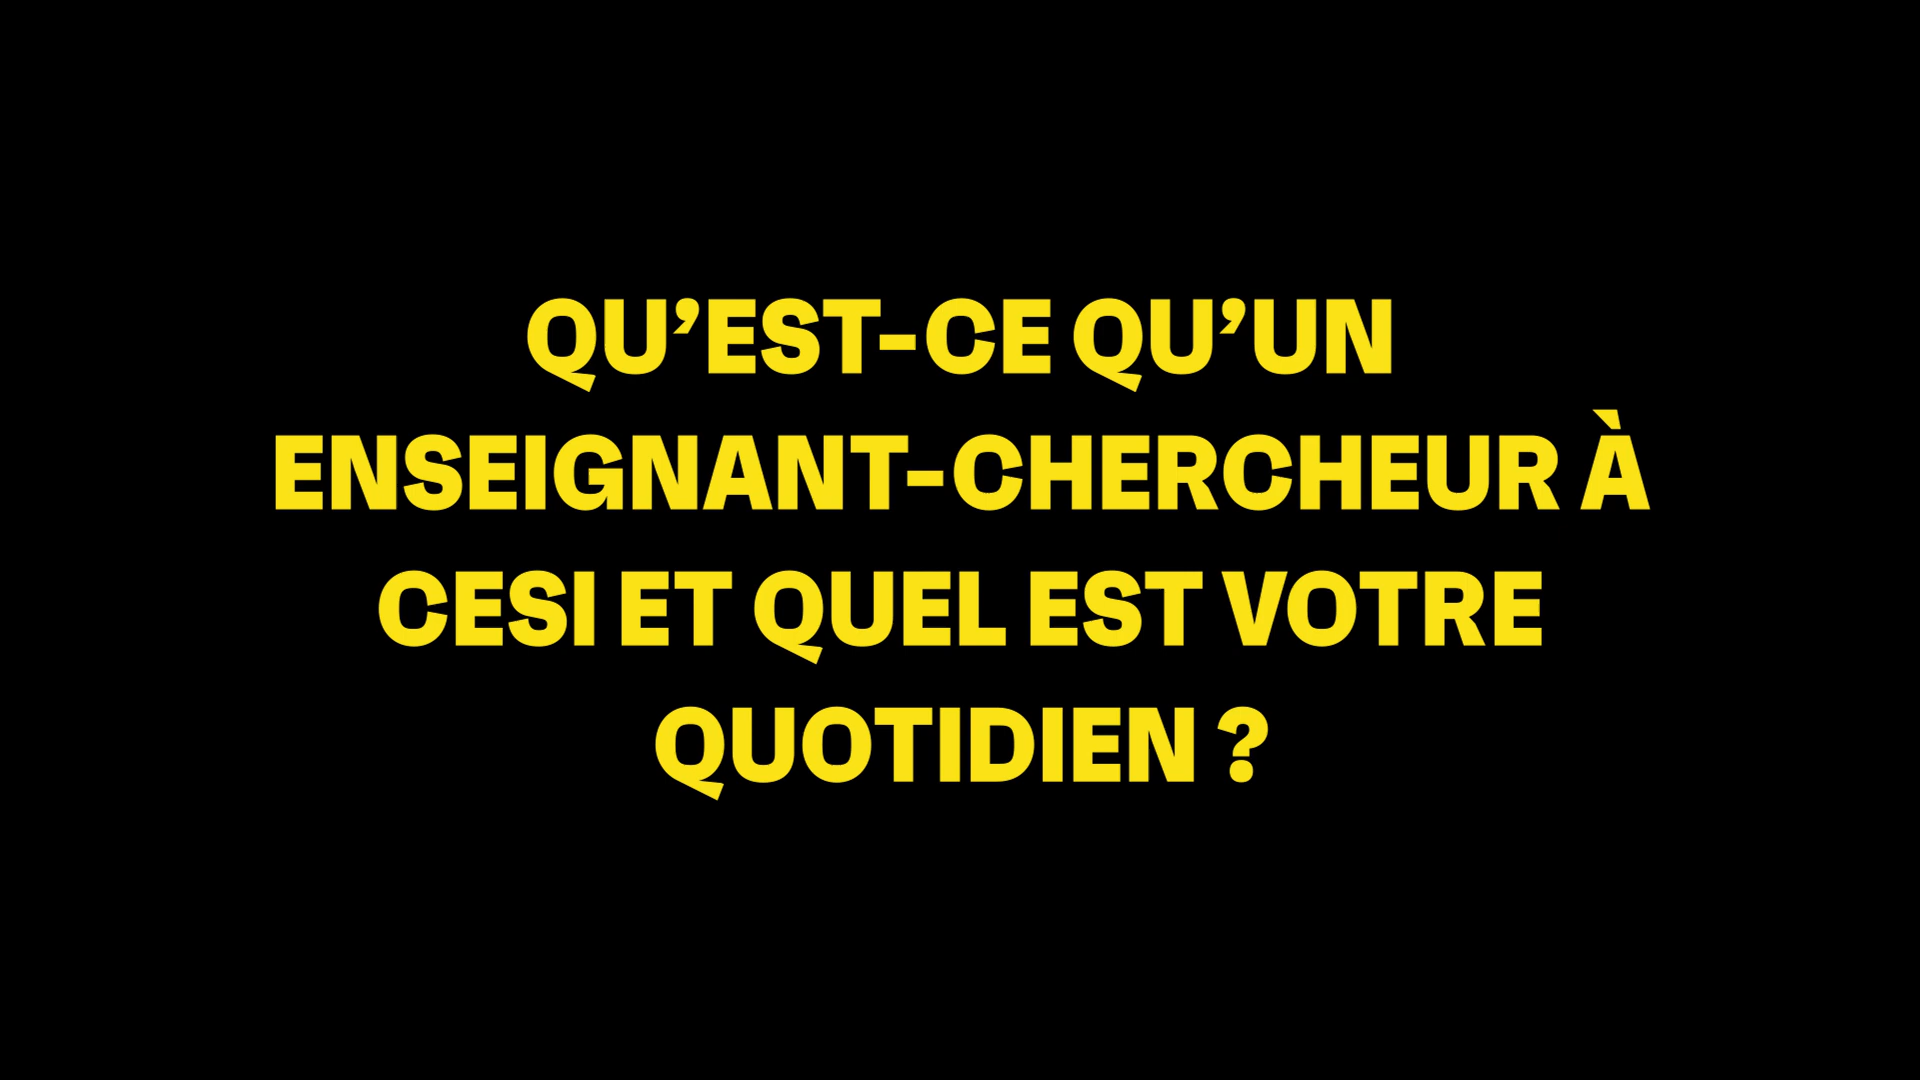 QU’EST-CE QU’UN
ENSEIGNANT-CHERCHEUR À
CESI ET QUEL EST VOTRE
QUOTIDIEN ?